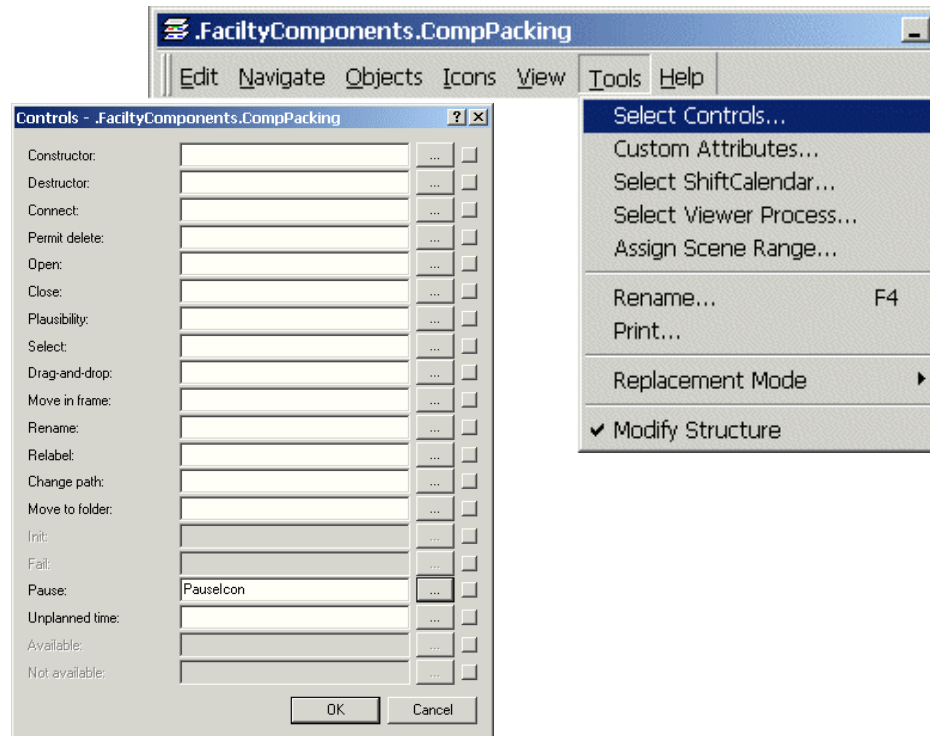 .FaciltyComponents.CompPacking
Edit Navigate Objects Icons View Tools Help
Select Controls...
Custom Attributes...
Select ShiftCalendar...
Select Viewer Process...
Assign Scene Range...
Rename... F4
Print...
Replacement Mode
Modify Structure
Controls - .FaciltyComponents.CompPacking
Constructor: ...
Destructor: ...
Connect: ...
Permit delete: ...
Open: ...
Close: ...
Plausibility: ...
Select: ...
Drag-and-drop: ...
Move in frame: ...
Rename: ...
Relabel: ...
Change path: ...
Move to folder: ...
Init: ...
Fail: ...
Pause: PauseIcon ...
Unplanned time: ...
Available: ...
Not available: ...
OK Cancel